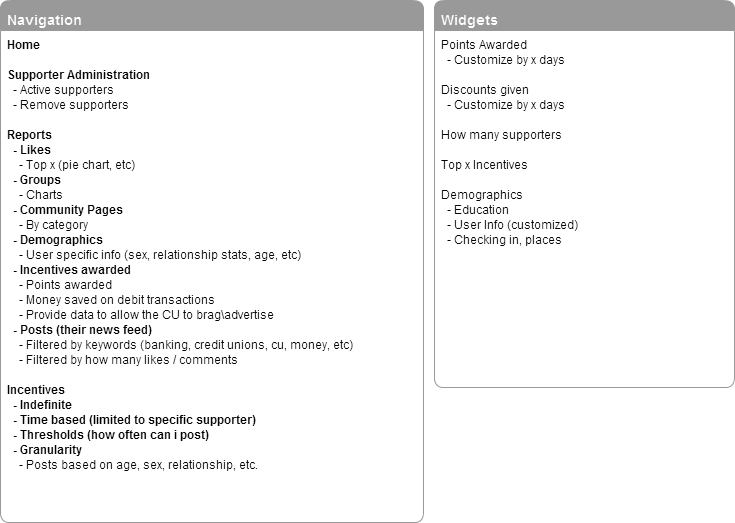 Navigation
Home
Supporter Administration
- Active supporters
- Remove supporters
Reports
- Likes
- Top x (pie chart, etc)
- Groups
- Charts
- Community Pages
- By category
- Demographics
- User specific info (sex, relationship stats, age, etc)
- Incentives awarded
- Points awarded
- Money saved on debit transactions
- Provide data to allow the CU to brag\advertise
- Posts (their news feed)
- Filtered by keywords (banking, credit unions, cu, money, etc)
- Filtered by how many likes / comments
Incentives
- Indefinite
- Time based (limited to specific supporter)
- Thresholds (how often can i post)
- Granularity
- Posts based on age, sex, relationship, etc.
Widgets
Points Awarded
- Customize by x days
Discounts given
- Customize by x days
How many supporters
Top x Incentives
Demographics
- Education
- User Info (customized)
- Checking in, places